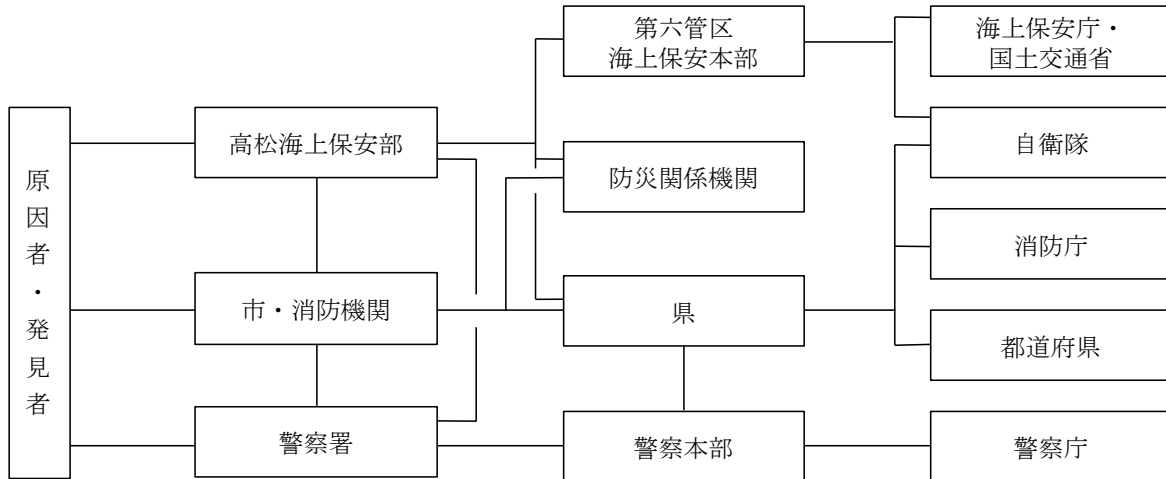 原因者・発見者
高松海上保安部
市・消防機関
警察署
第六管区
海上保安本部
防災関係機関
県
警察本部
海上保安庁・
国土交通省
自衛隊
消防庁
都道府県
警察庁